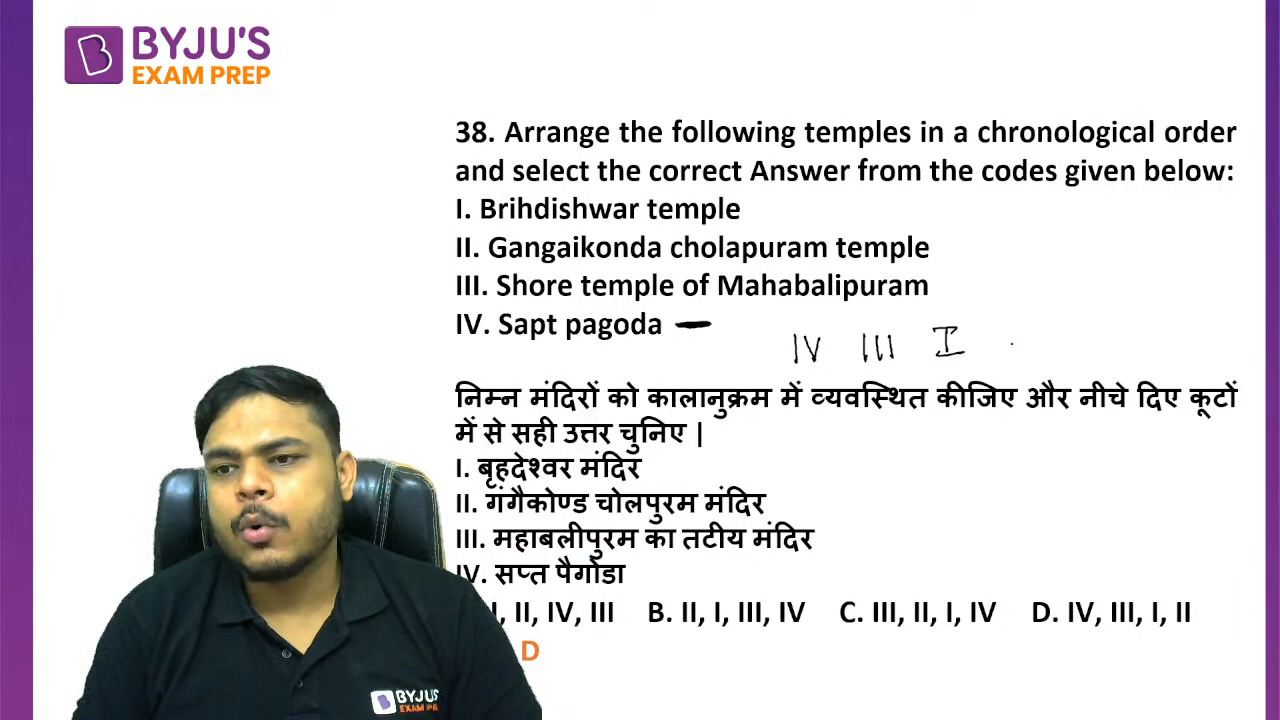 BYJU'S
EXAM PREP
38. Arrange the following temples in a chronological order
and select the correct Answer from the codes given below:
I. Brihdishwar temple
II. Gangaikonda cholapuram temple
III. Shore temple of Mahabalipuram
IV. Sapt pagoda
IV III I
निम्न मंदिरों को कालानुक्रम में व्यवस्थित कीजिए और नीचे दिए कूटों
में से सही उत्तर चुनिए |
I. बृहदेश्वर मंदिर
II. गंगैकोण्ड चोलपुरम मंदिर
III. महाबलीपुरम का तटीय मंदिर
IV. सप्त पैगोडा
I, II, IV, III B. II, I, III, IV C. III, II, I, IV D. IV, III, I, II
D
BYJU'S
EXAM PR